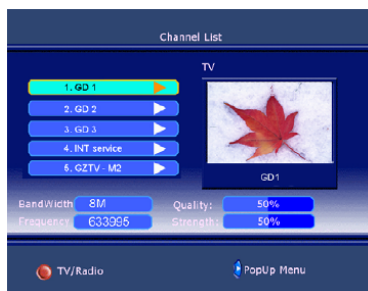 Channel List
TV
1. GD 1
2. GD 2
3. GD 3
4. INT service
5. GZTV - M2
GD1
BandWidth 8M Quality: 50%
Frequency 633995 Strength: 50%
TV/Radio PopUp Menu